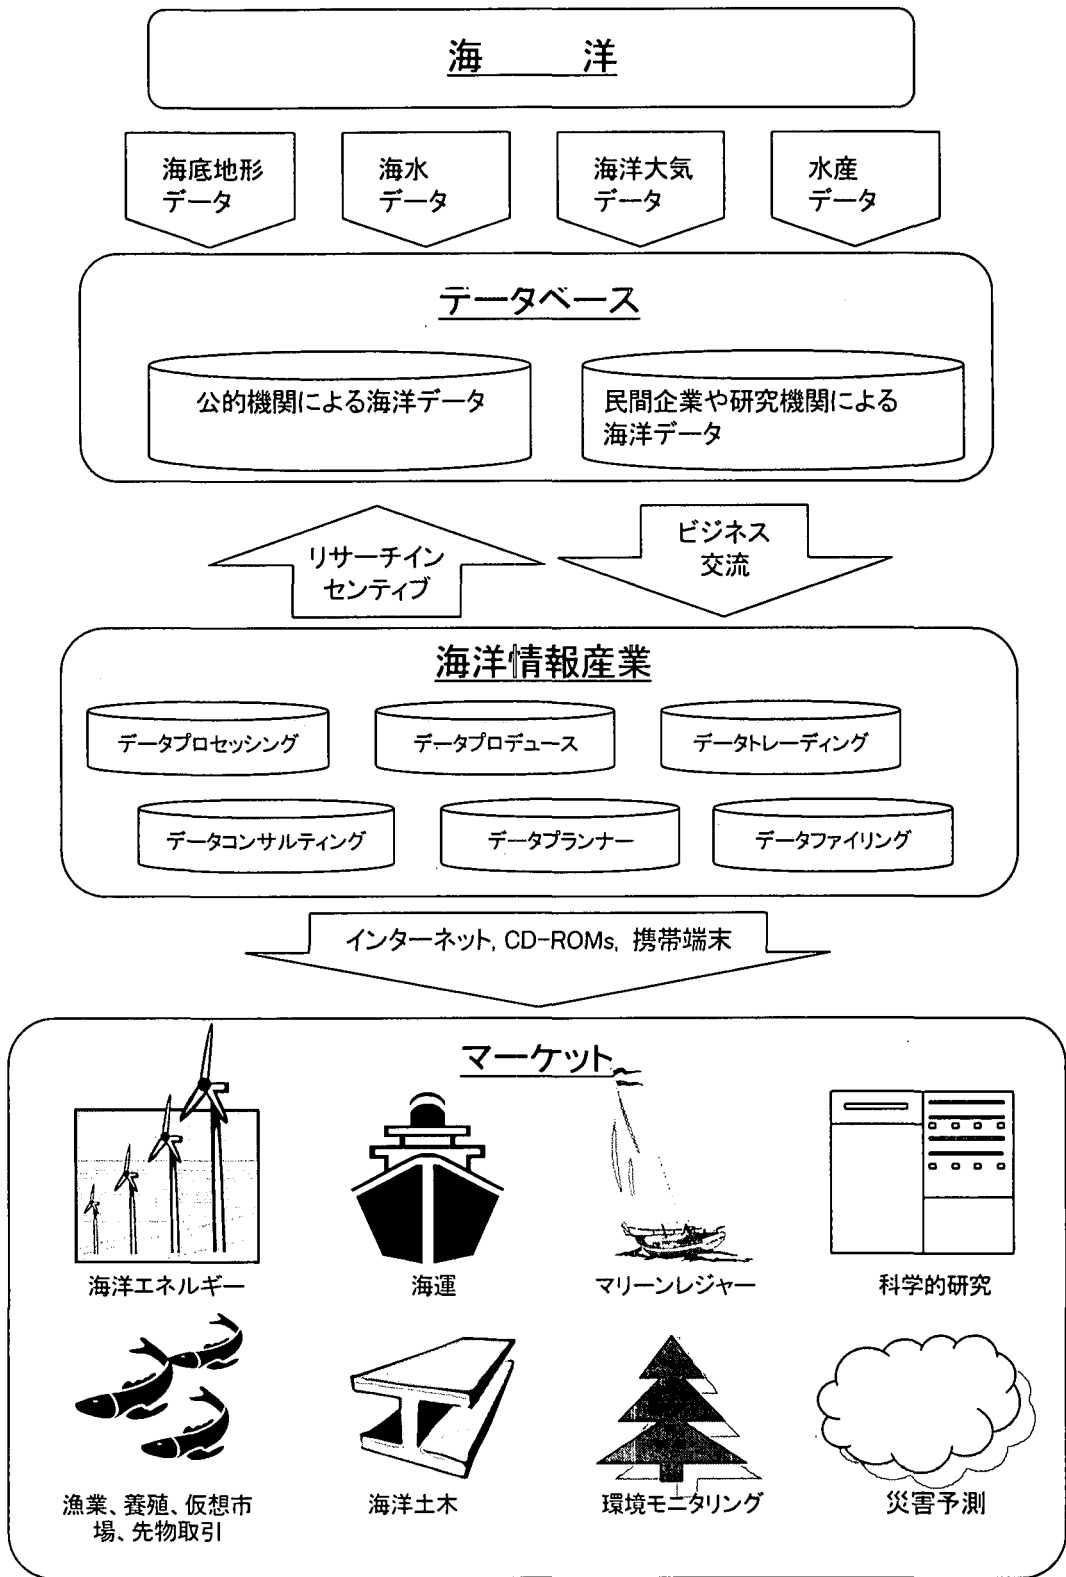 海　洋
海底地形
データ
海水
データ
海洋大気
データ
水産
データ
データベース
公的機関による海洋データ
民間企業や研究機関による
海洋データ
リサーチイン
センティブ
ビジネス
交流
海洋情報産業
データプロセッシング
データプロデュース
データトレーディング
データコンサルティング
データプランナー
データファイリング
インターネット, CD-ROMs, 携帯端末
マーケット
海洋エネルギー
海運
マリーンレジャー
科学的研究
漁業、養殖、仮想市
場、先物取引
海洋土木
環境モニタリング
災害予測